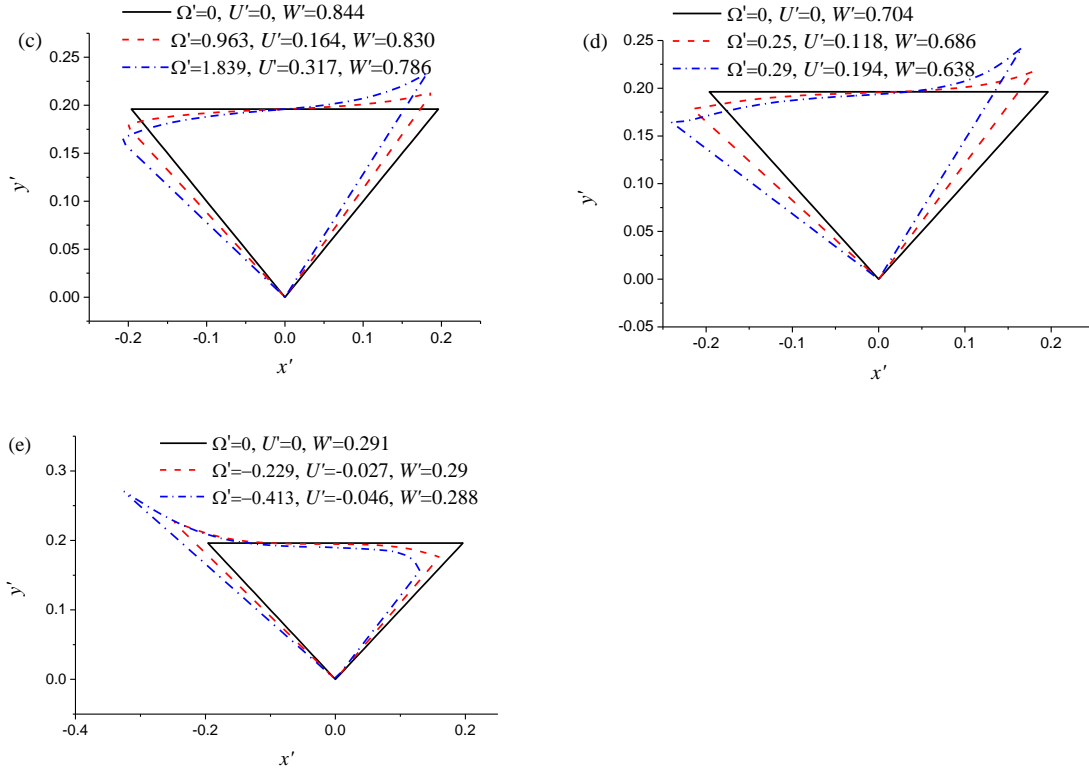 (c)
Ω'=0, U'=0, W'=0.844
Ω'=0.963, U'=0.164, W'=0.830
Ω'=1.839, U'=0.317, W'=0.786
0.25
0.20
0.15
0.10
0.05
0.00
y'
-0.2 -0.1 0.0 0.1 0.2
x'
(d)
Ω'=0, U'=0, W'=0.704
Ω'=0.25, U'=0.118, W'=0.686
Ω'=0.29, U'=0.194, W'=0.638
0.25
0.20
0.15
0.10
0.05
0.00
-0.05
y'
-0.2 -0.1 0.0 0.1 0.2
x'
(e)
Ω'=0, U'=0, W'=0.291
Ω'=−0.229, U'=-0.027, W'=0.29
Ω'=−0.413, U'=-0.046, W'=0.288
0.3
0.2
0.1
0.0
y'
-0.4 -0.2 0.0 0.2
x'